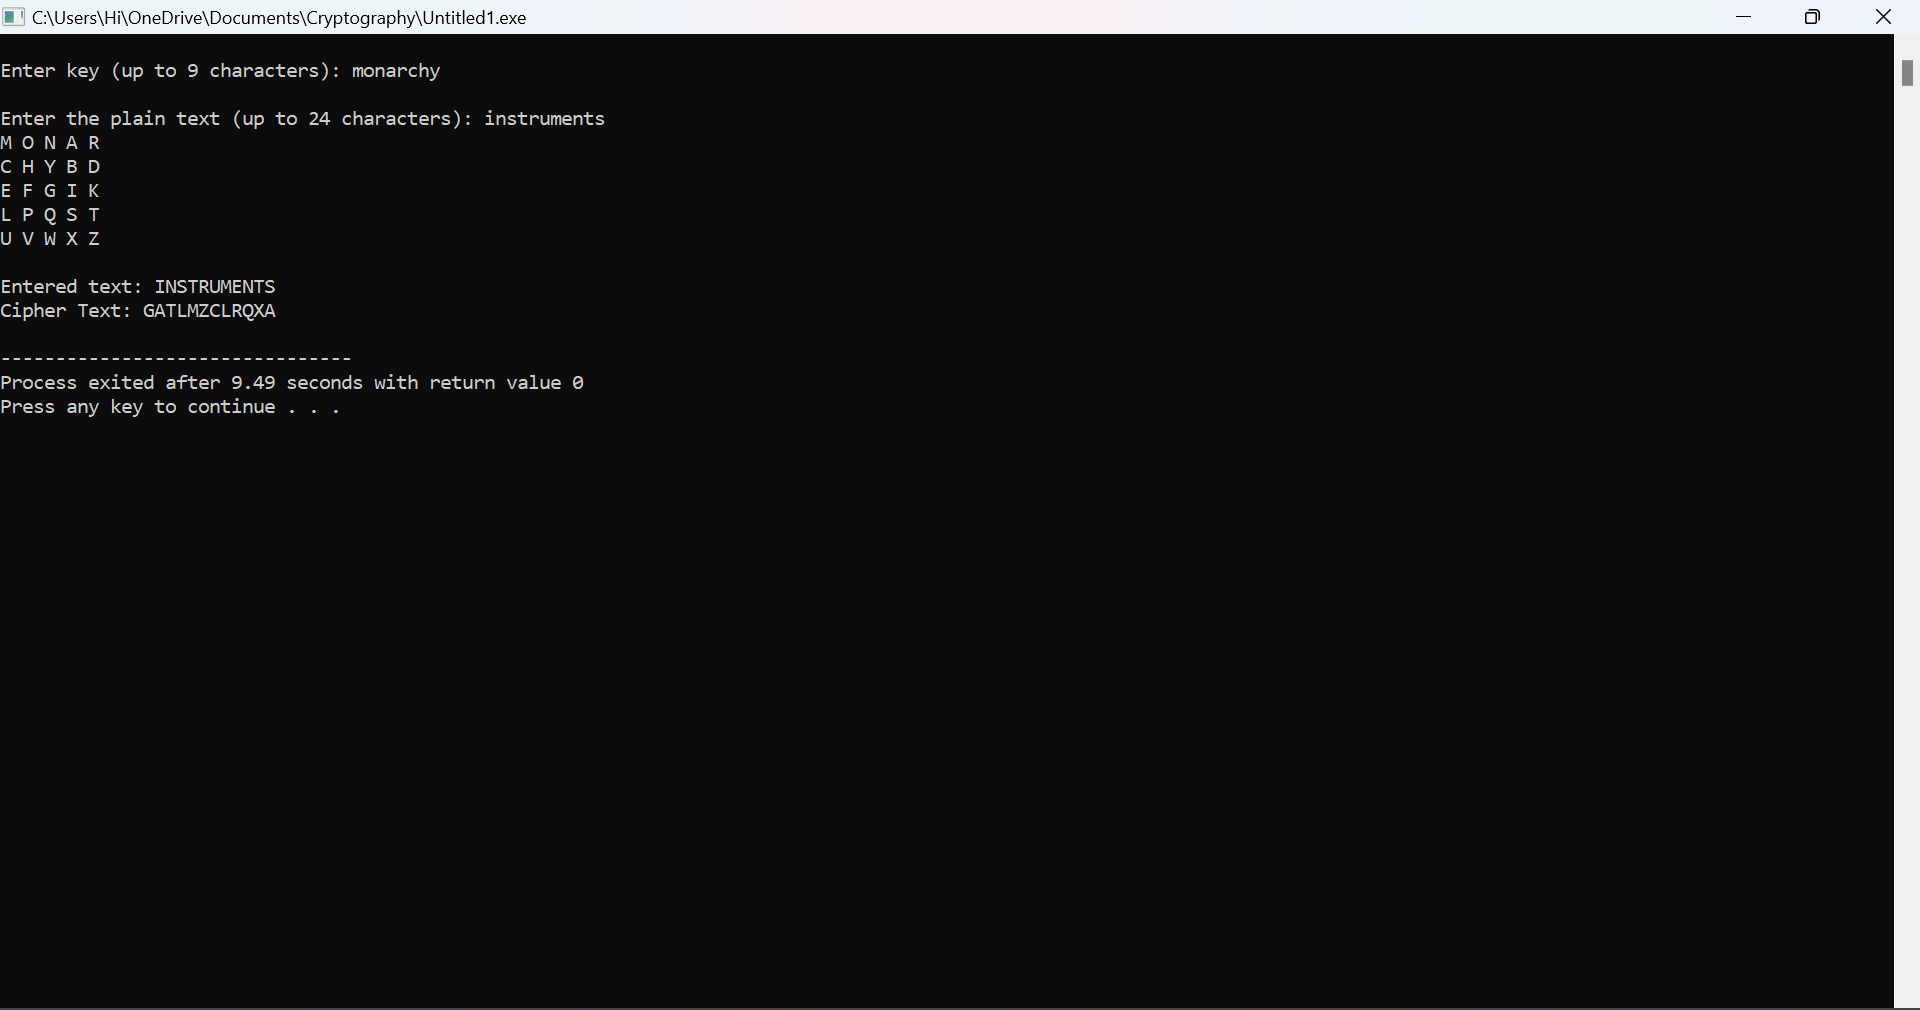 C:\Users\Hi\OneDrive\Documents\Cryptography\Untitled1.exe
Enter key (up to 9 characters): monarchy
Enter the plain text (up to 24 characters): instruments
M O N A R
C H Y B D
E F G I K
L P Q S T
U V W X Z
Entered text: INSTRUMENTS
Cipher Text: GATLMZCLRQXA
--------------------------------
Process exited after 9.49 seconds with return value 0
Press any key to continue . . .